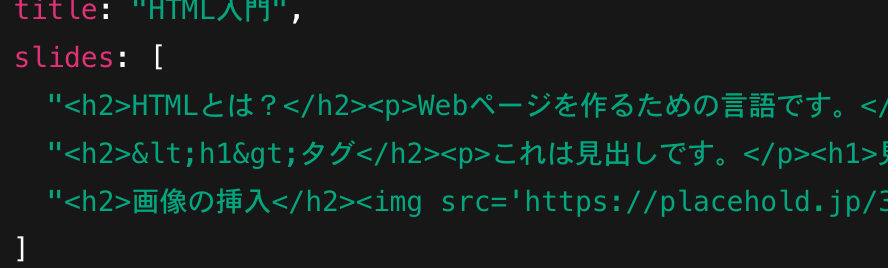 title: "HTML入門",
slides: [
"<h2>HTMLとは？</h2><p>Webページを作るための言語です。</
"<h2>&lt;h1&gt;タグ</h2><p>これは見出しです。</p><h1>見
"<h2>画像の挿入</h2><img src='https://placehold.jp/3
]